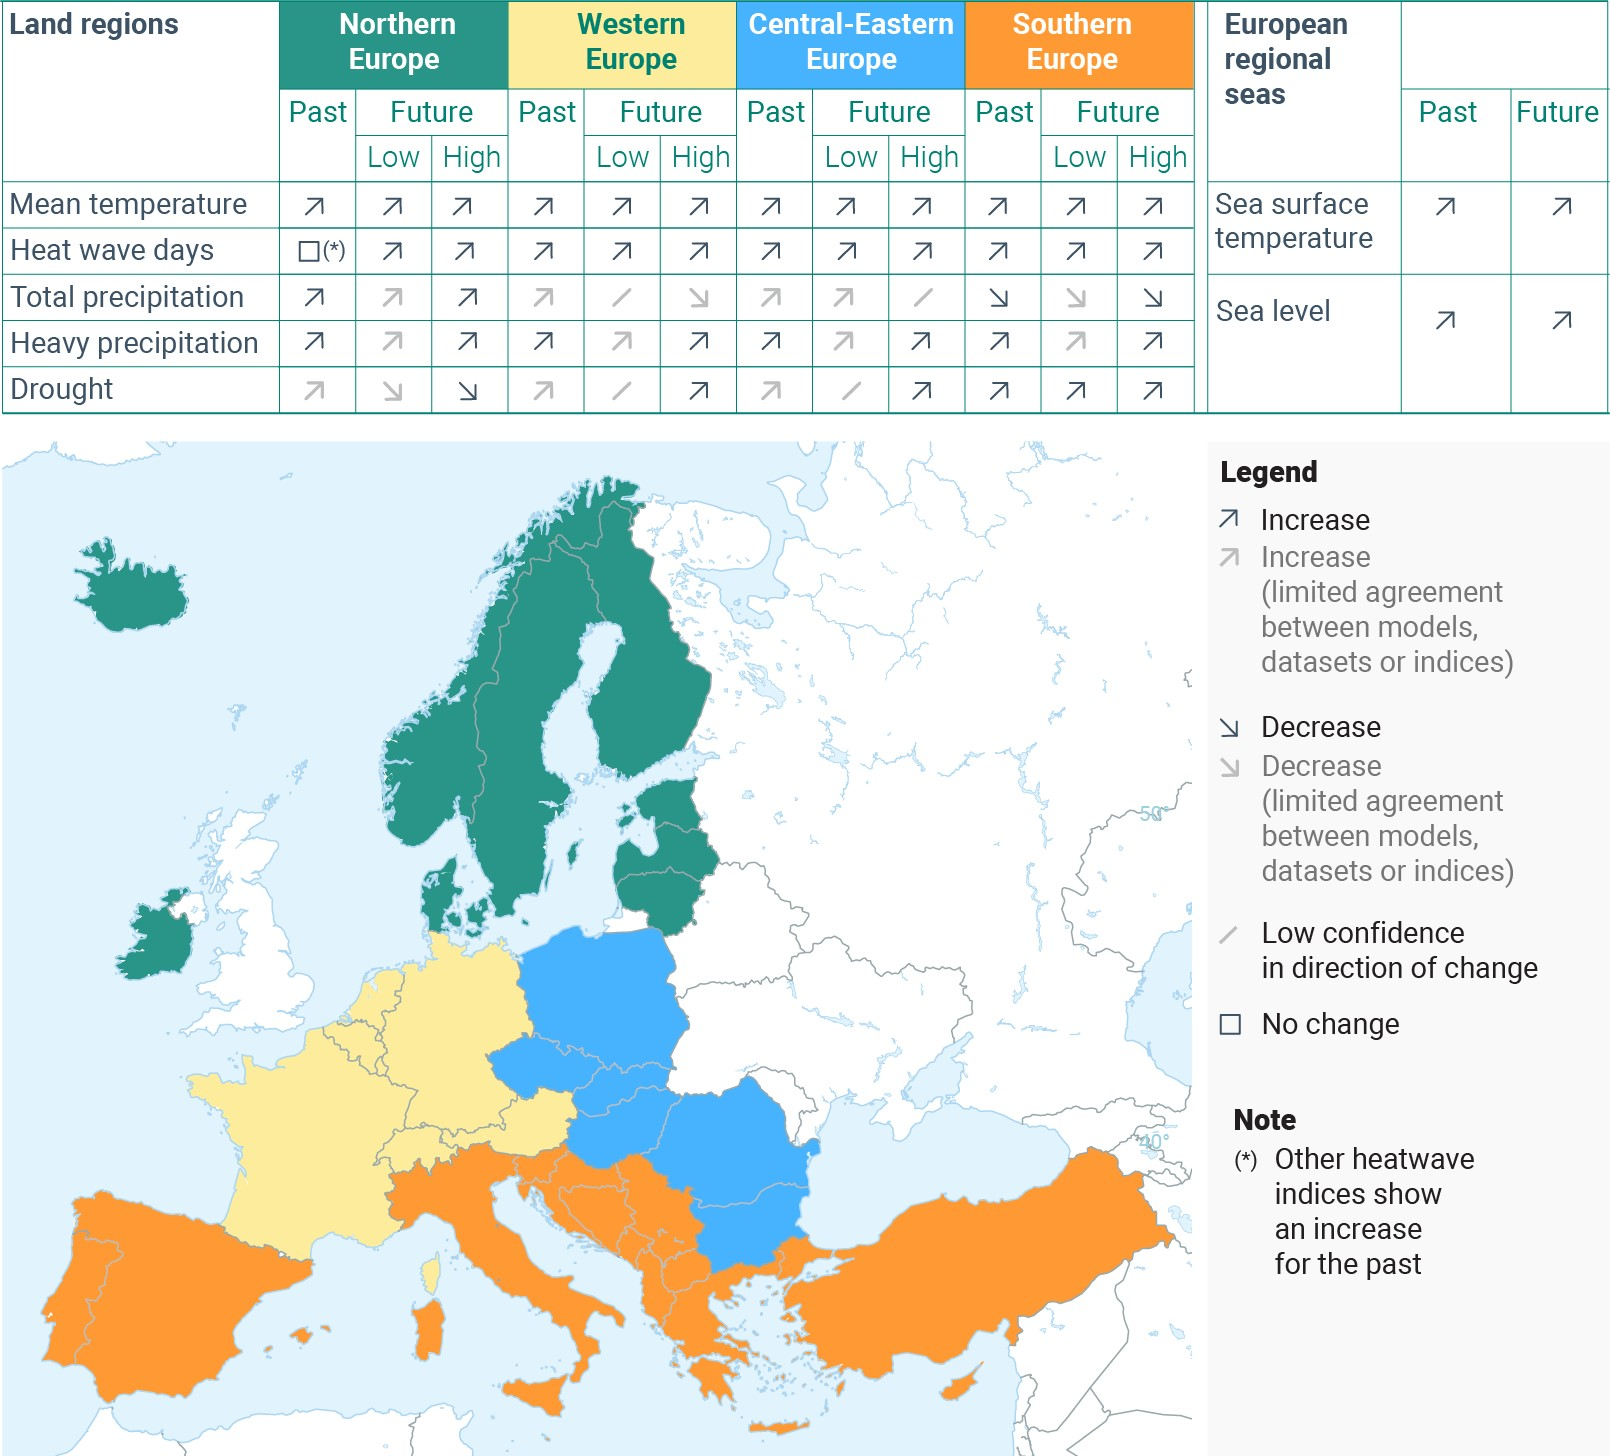 Land regions
Northern
Europe
Western
Europe
Central-Eastern
Europe
Southern
Europe
European
regional
seas
Past
Future
Past
Future
Past
Future
Past
Future
Past
Future
Low
High
Low
High
Low
High
Low
High
Mean temperature
Heat wave days
(*)
Total precipitation
Heavy precipitation
Drought
Sea surface
temperature
Sea level
50°
40°
Legend
Increase
Increase
(limited agreement
between models,
datasets or indices)
Decrease
Decrease
(limited agreement
between models,
datasets or indices)
Low confidence
in direction of change
No change
Note
(*) Other heatwave
indices show
an increase
for the past